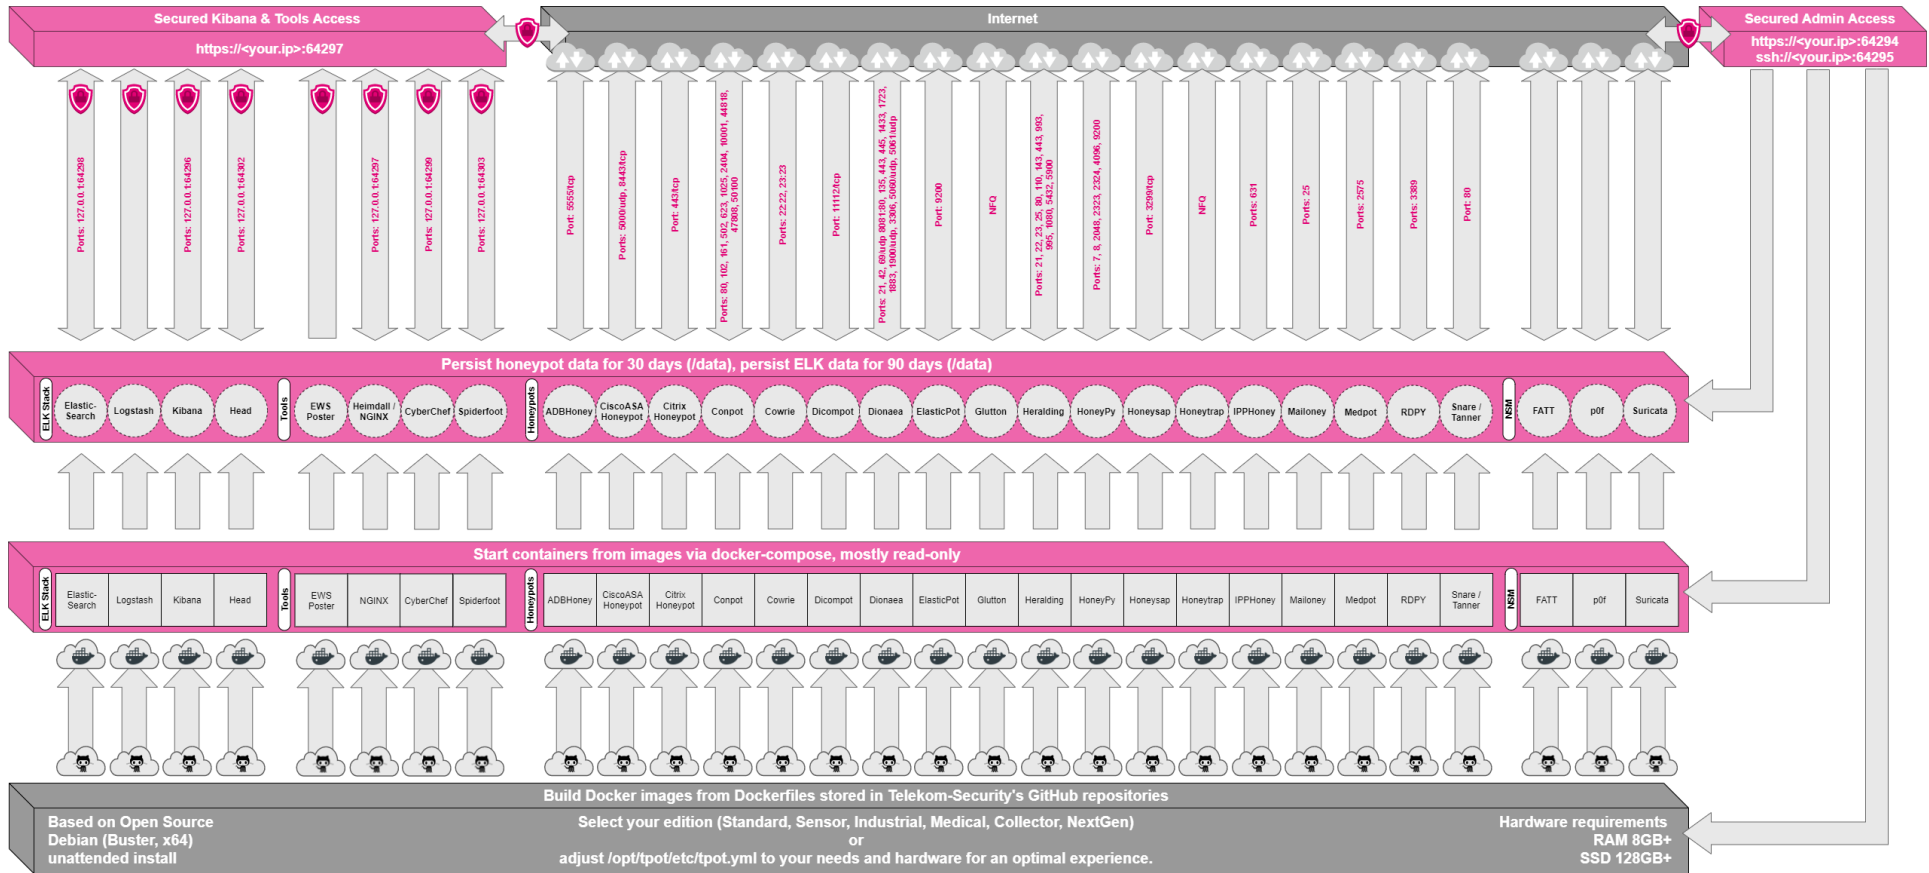 Secured Kibana & Tools Access
https://<your.ip>:64297
Internet
Secured Admin Access
https://<your.ip>:64294
ssh://<your.ip>:64295
Ports: 127.0.0.1:64298
Ports: 127.0.0.1:64296
Ports: 127.0.0.1:64302
Ports: 127.0.0.1:64297
Ports: 127.0.0.1:64299
Ports: 127.0.0.1:64303
Port: 5555/tcp
Ports: 5000/udp, 8443/tcp
Port: 443/tcp
Ports: 80, 102, 161, 502, 623, 1025, 2404, 10001, 44818,
47808, 50100
Ports: 22:22, 23:23
Port: 11112/tcp
Ports: 21, 42, 69/udp 8081:80, 135, 443, 445, 1433, 1723,
1883, 1900/udp, 3306, 5060/udp, 5061/udp
Port: 9200
NFQ
Ports: 21, 22, 23, 25, 80, 110, 143, 443, 993,
995, 1080, 5432, 5900
Ports: 7, 8, 2048, 2323, 2324, 4096, 9200
Port: 3299/tcp
NFQ
Ports: 631
Ports: 25
Ports: 2575
Ports: 3389
Port: 80
Persist honeypot data for 30 days (/data), persist ELK data for 90 days (/data)
ELK Stack
Elastic-
Search
Logstash
Kibana
Head
Tools
EWS
Poster
Heimdall /
NGINX
CyberChef
Spiderfoot
Honeypots
ADBHoney
CiscoASA
Honeypot
Citrix
Honeypot
Conpot
Cowrie
Dicompot
Dionaea
ElasticPot
Glutton
Heralding
HoneyPy
Honeysap
Honeytrap
IPPHoney
Mailoney
Medpot
RDPY
Snare /
Tanner
NSM
FATT
p0f
Suricata
Start containers from images via docker-compose, mostly read-only
ELK Stack
Elastic-
Search
Logstash
Kibana
Head
Tools
EWS
Poster
NGINX
CyberChef
Spiderfoot
Honeypots
ADBHoney
CiscoASA
Honeypot
Citrix
Honeypot
Conpot
Cowrie
Dicompot
Dionaea
ElasticPot
Glutton
Heralding
HoneyPy
Honeysap
Honeytrap
IPPHoney
Mailoney
Medpot
RDPY
Snare /
Tanner
NSM
FATT
p0f
Suricata
Build Docker images from Dockerfiles stored in Telekom-Security's GitHub repositories
Based on Open Source
Debian (Buster, x64)
unattended install
Select your edition (Standard, Sensor, Industrial, Medical, Collector, NextGen)
or
adjust /opt/tpot/etc/tpot.yml to your needs and hardware for an optimal experience.
Hardware requirements
RAM 8GB+
SSD 128GB+